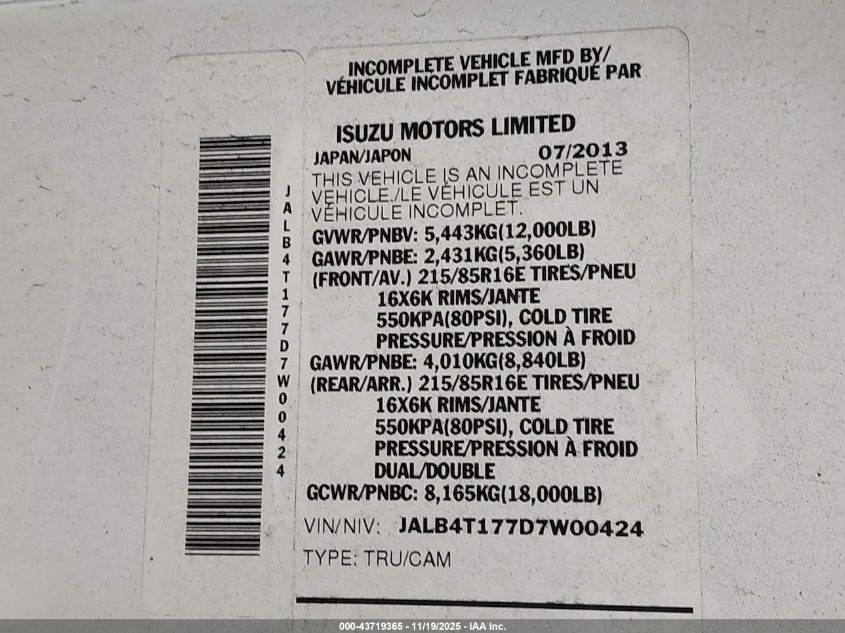 INCOMPLETE VEHICLE MFD BY/
VÉHICULE INCOMPLET FABRIQUÉ PAR
ISUZU MOTORS LIMITED
JAPAN/JAPON 07/2013
THIS VEHICLE IS AN INCOMPLETE
VEHICLE./LE VÉHICULE EST UN
VÉHICULE INCOMPLET.
GVWR/PNBV: 5,443KG(12,000LB)
GAWR/PNBE: 2,431KG(5,360LB)
(FRONT/AV.) 215/85R16E TIRES/PNEU
16X6K RIMS/JANTE
550KPA(80PSI), COLD TIRE
PRESSURE/PRESSION À FROID
GAWR/PNBE: 4,010KG(8,840LB)
(REAR/ARR.) 215/85R16E TIRES/PNEU
16X6K RIMS/JANTE
550KPA(80PSI), COLD TIRE
PRESSURE/PRESSION À FROID
DUAL/DOUBLE
GCWR/PNBC: 8,165KG(18,000LB)
VIN/NIV: JALB4T177D7W00424
TYPE: TRU/CAM
JALB4T177D7W00424
000-43719365 - 11/19/2025 - IAA Inc.